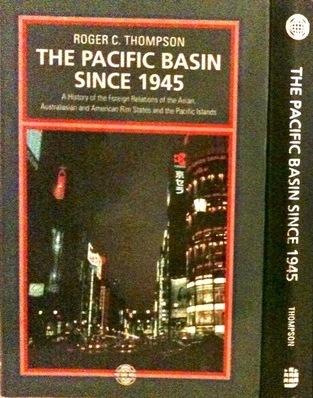 ROGER C. THOMPSON
THE PACIFIC BASIN
SINCE 1945
A History of the Foreign Relations of the Asian,
Australasian and American Rim States and the Pacific Islands
THE PACIFIC BASIN SINCE 1945
THOMPSON